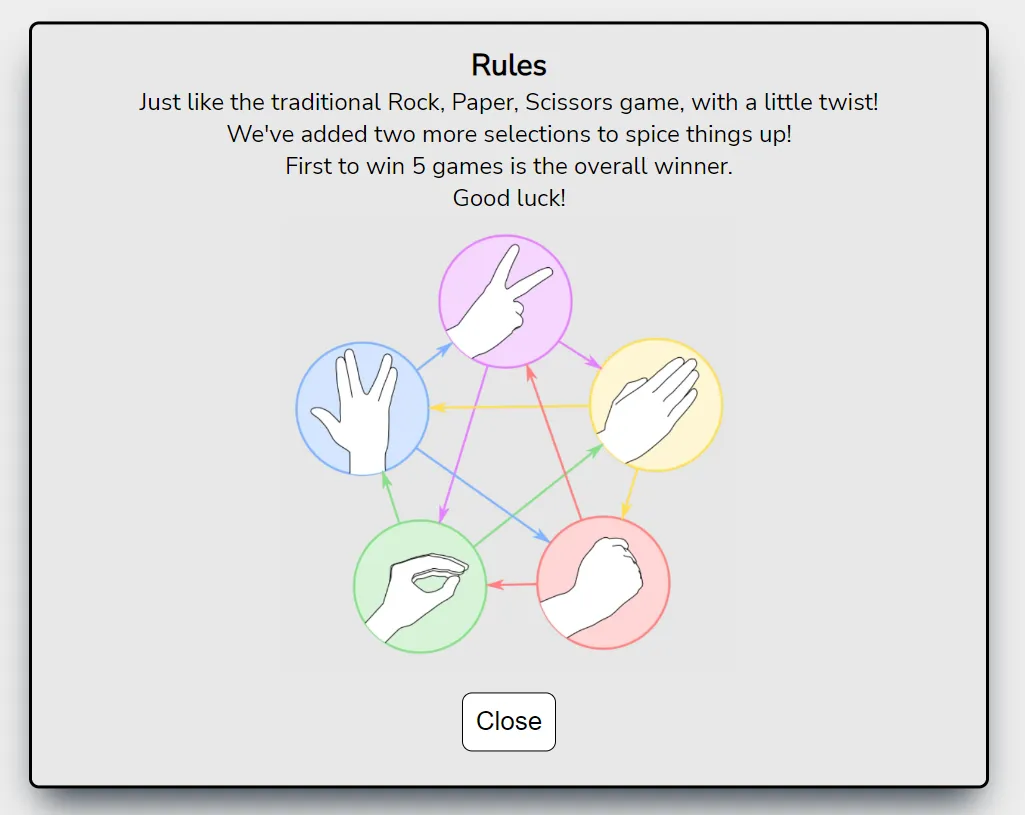 Rules
Just like the traditional Rock, Paper, Scissors game, with a little twist!
We've added two more selections to spice things up!
First to win 5 games is the overall winner.
Good luck!
Close